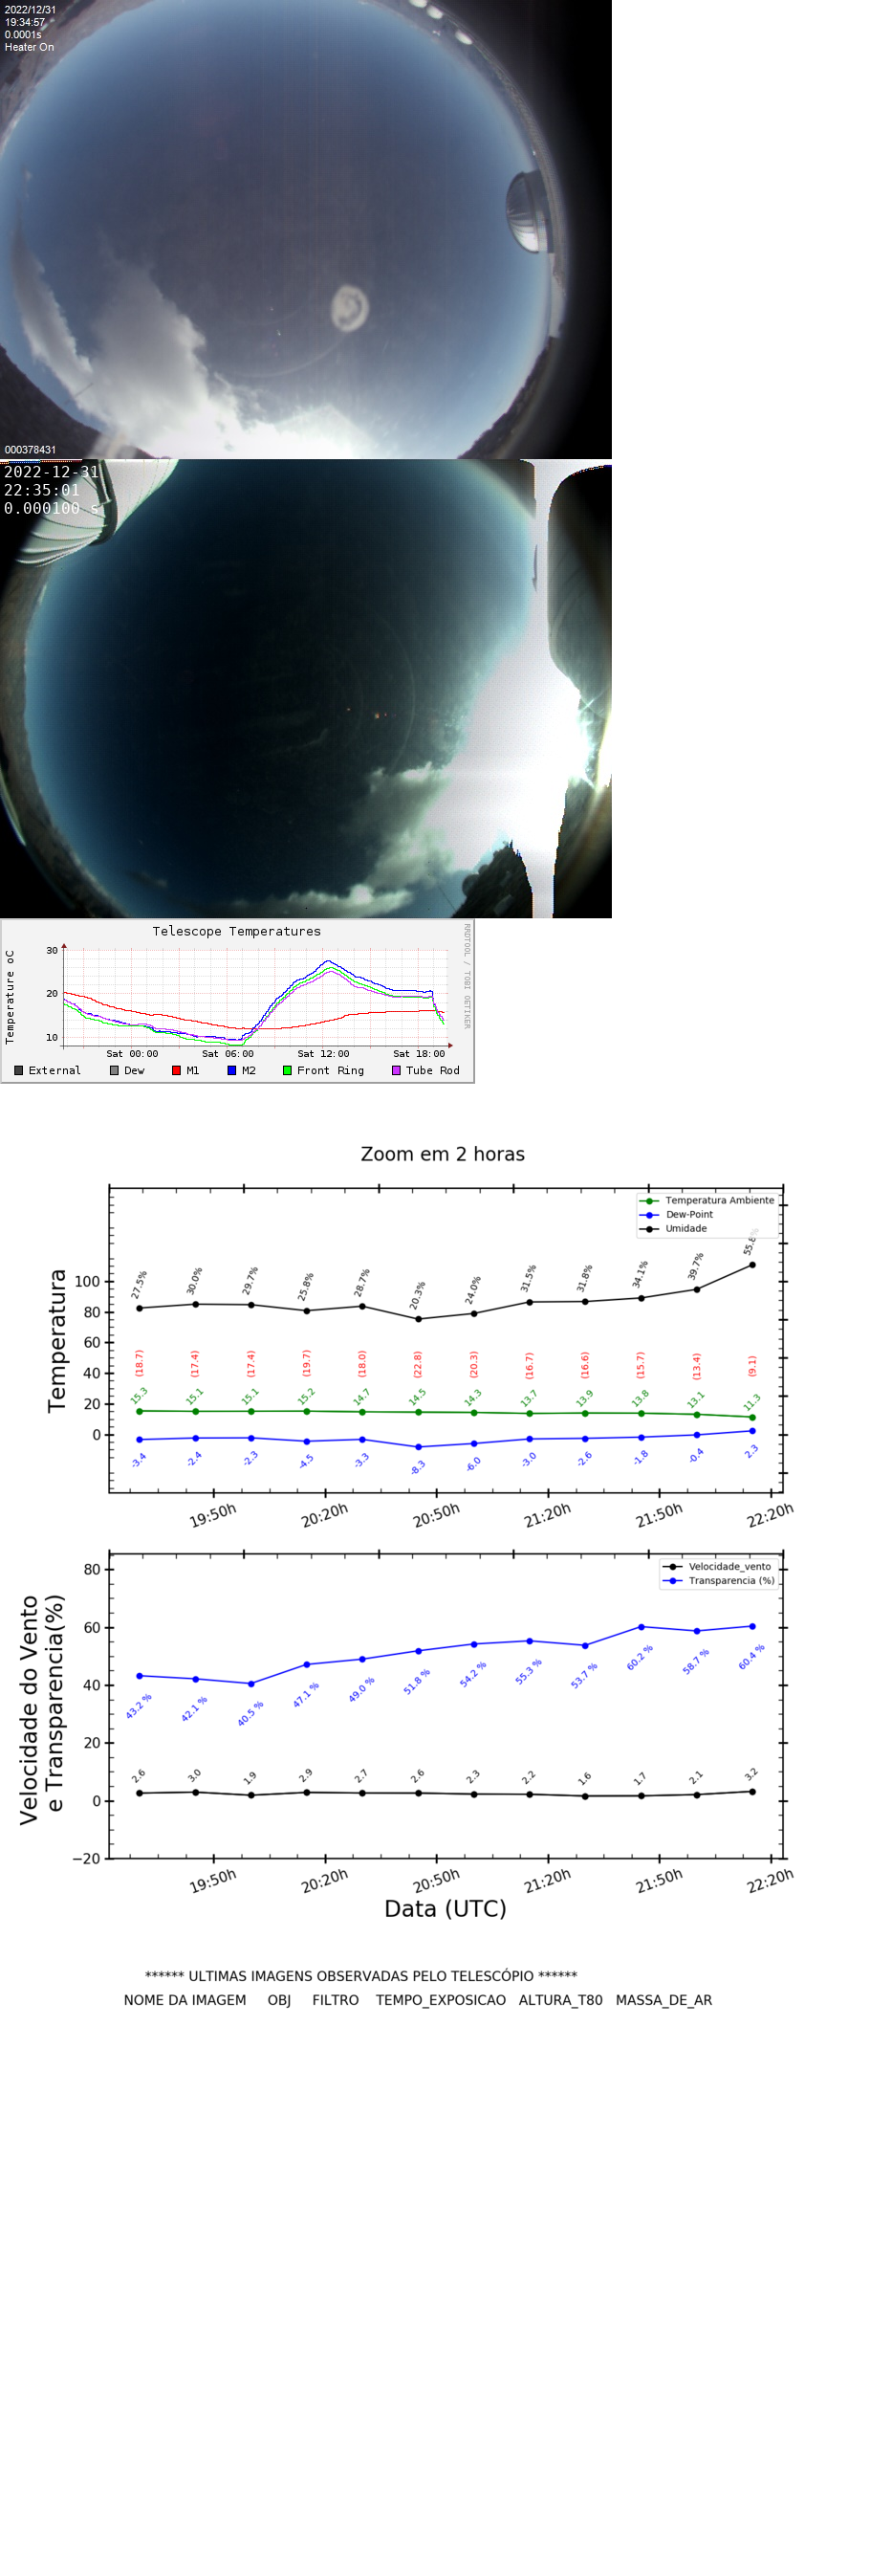 2022/12/31
19:34:57
0.0001s
Heater On
000378431
2022-12-31
22:35:01
0.000100 s
Telescope Temperatures
RRDTOOL / TOBI OETIKER
Temperature oC
30
20
10
Sat 00:00 Sat 06:00 Sat 12:00 Sat 18:00
External Dew M1 M2 Front Ring Tube Rod
Zoom em 2 horas
Temperatura Ambiente
Dew-Point
Umidade
Temperatura
100
80
60
40
20
0
27.5% 30.0% 29.7% 25.8% 28.7% 20.3% 24.0% 31.5% 31.8% 34.1% 39.7%
(18.7) (17.4) (17.4) (19.7) (18.0) (22.8) (20.3) (16.7) (16.6) (15.7) (13.4) (9.1)
15.3 15.1 15.1 15.2 14.7 14.5 14.3 13.7 13.9 13.8 13.1 11.3
-3.4 -2.4 -2.3 -4.5 -3.3 -8.3 -6.0 -3.0 -2.6 -1.8 -0.4 2.3
19:50h 20:20h 20:50h 21:20h 21:50h 22:20h
Velocidade_vento
Transparencia (%)
Velocidade do Vento
e Transparencia(%)
80
60
40
20
0
−20
43.2 % 42.1 % 40.5 % 47.1 % 49.0 % 51.8 % 54.2 % 55.3 % 53.7 % 60.2 % 58.7 % 60.4 %
2.6 3.0 1.9 2.9 2.7 2.6 2.3 2.2 1.6 1.7 2.1 3.2
19:50h 20:20h 20:50h 21:20h 21:50h 22:20h
Data (UTC)
****** ULTIMAS IMAGENS OBSERVADAS PELO TELESCÓPIO ******
NOME DA IMAGEM OBJ FILTRO TEMPO_EXPOSICAO ALTURA_T80 MASSA_DE_AR